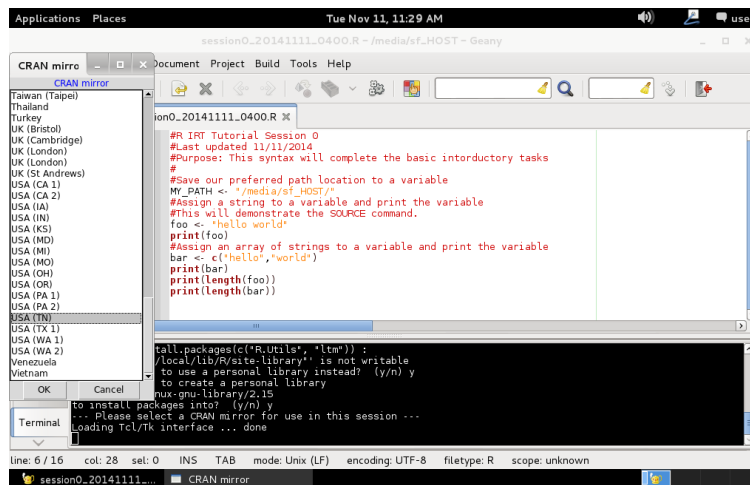 Applications Places Tue Nov 11, 11:29 AM use
session0_20141111_0400.R – /media/sf_HOST – Geany
CRAN mirro
Document Project Build Tools Help
CRAN mirror
Taiwan (Taipei)
Thailand
Turkey
UK (Bristol)
UK (Cambridge)
UK (London)
UK (London)
UK (St Andrews)
USA (CA 1)
USA (CA 2)
USA (IA)
USA (IN)
USA (KS)
USA (MD)
USA (MI)
USA (MO)
USA (OH)
USA (OR)
USA (PA 1)
USA (PA 2)
USA (TN)
USA (TX 1)
USA (WA 1)
USA (WA 2)
Venezuela
Vietnam
OK Cancel
ion0_20141111_0400.R
#R IRT Tutorial Session 0
#Last updated 11/11/2014
#Purpose: This syntax will complete the basic intorductory tasks
#
#Save our preferred path location to a variable
MY_PATH <- "/media/sf_HOST/"
#Assign a string to a variable and print the variable
#This will demonstrate the SOURCE command.
foo <- "hello world"
print(foo)
#Assign an array of strings to a variable and print the variable
bar <- c("hello","world")
print(bar)
print(length(foo))
print(length(bar))
tall.packages(c("R.Utils", "ltm")) :
/local/lib/R/site-library"' is not writable
to use a personal library instead? (y/n) y
to create a personal library
nux-gnu-library/2.15
to install packages into? (y/n) y
--- Please select a CRAN mirror for use in this session ---
Loading Tcl/Tk interface ... done
Terminal
line: 6 / 16 col: 28 sel: 0 INS TAB mode: Unix (LF) encoding: UTF-8 filetype: R scope: unknown
session0_20141111_... CRAN mirror